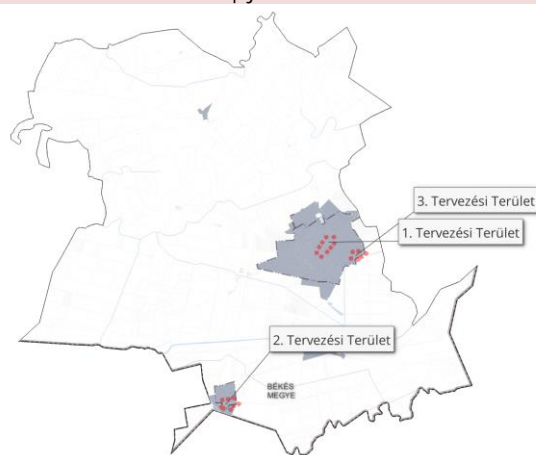 3. Tervezési Terület
1. Tervezési Terület
2. Tervezési Terület
BÉKÉS
MEGYE